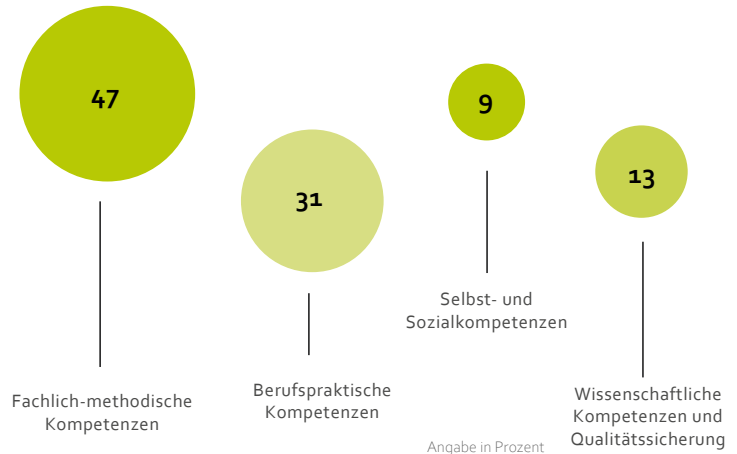 47
31
9
13
Fachlich-methodische
Kompetenzen
Berufspraktische
Kompetenzen
Selbst- und
Sozialkompetenzen
Wissenschaftliche
Kompetenzen und
Qualitätssicherung
Angabe in Prozent